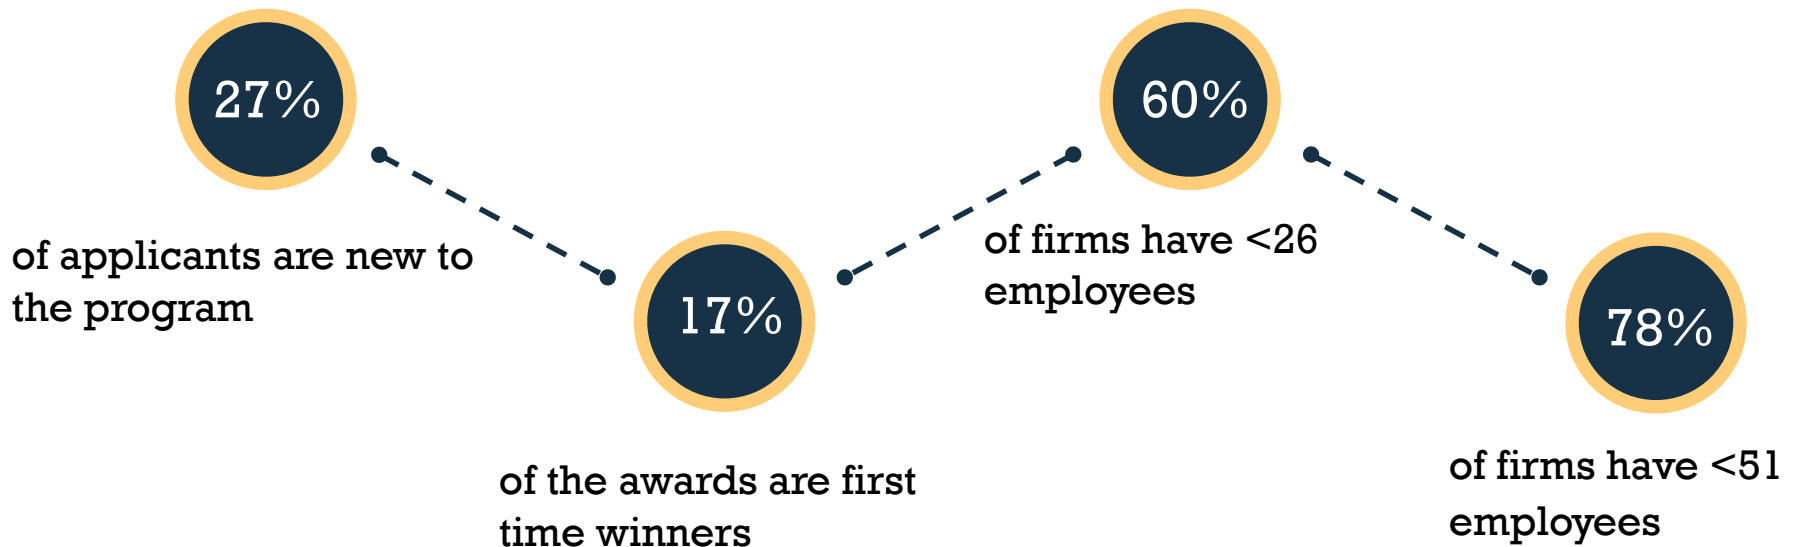 27%
of applicants are new to
the program
17%
of the awards are first
time winners
60%
of firms have <26
employees
78%
of firms have <51
employees